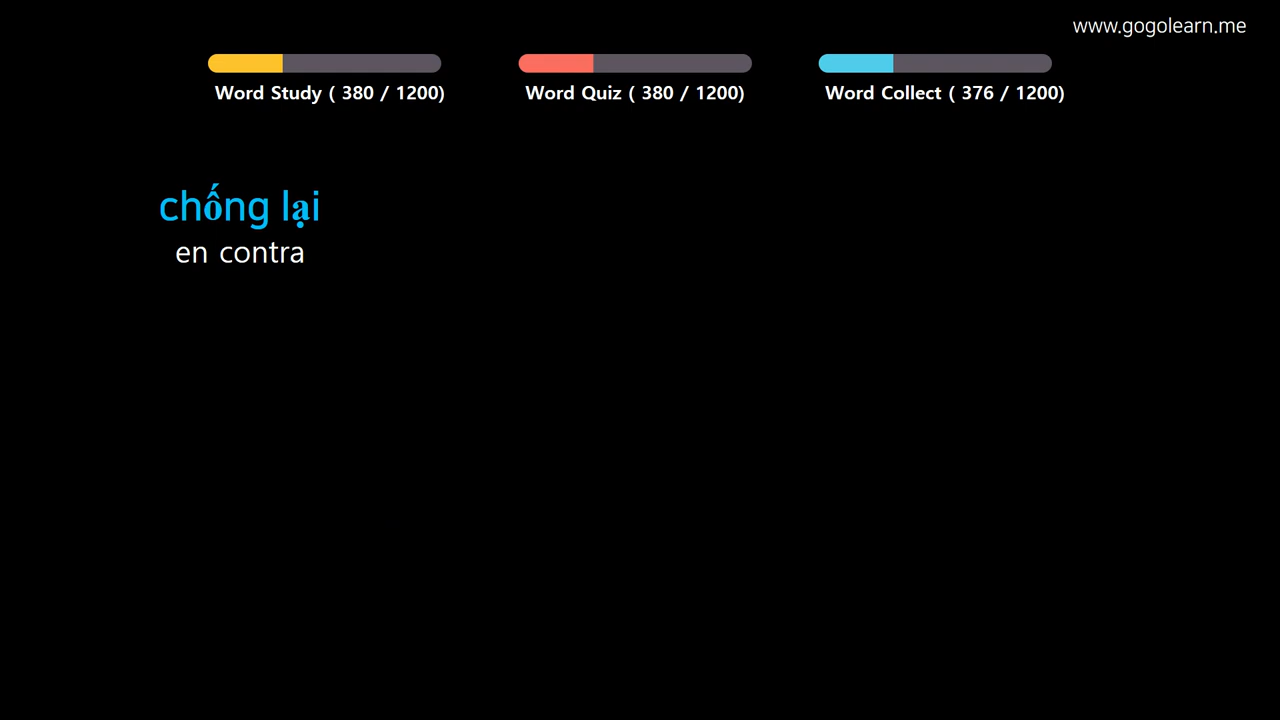 www.gogolearn.me
Word Study ( 380 / 1200)
Word Quiz ( 380 / 1200)
Word Collect ( 376 / 1200)
chống lại
en contra